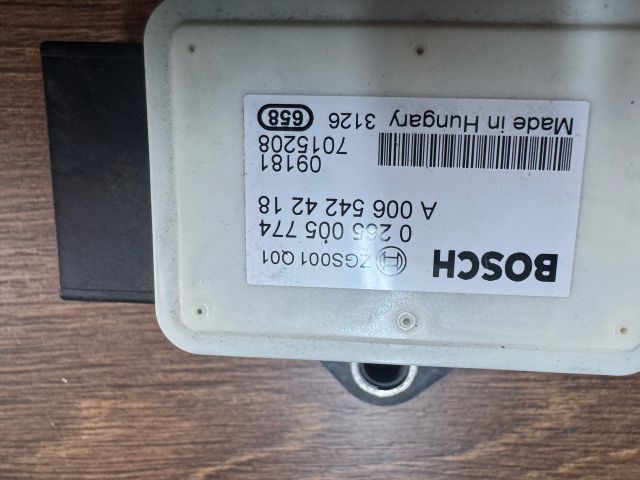 BOSCH ZGS001 Q01
0 265 005 774
A 006 542 42 18
09181
7015208
Made in Hungary 3126 658